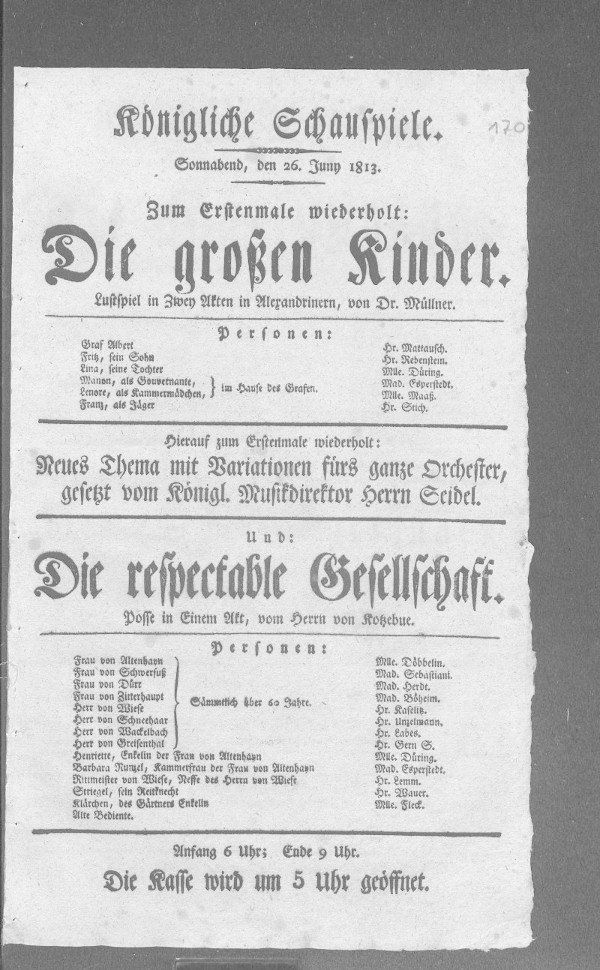 Königliche Schauspiele.
170
Sonnabend, den 26. Juny 1813.
Zum Erstenmale wiederholt:
Die großen Kinder.
Lustspiel in Zwey Akten in Alexandrinern, von Dr. Müllner.
Personen:
Graf Albert Hr. Mattausch.
Fritz, sein Sohn Hr. Rebenstein.
Lina, seine Tochter Mlle. Düring.
Manon, als Gouvernante, Mad. Esperstedt.
im Hause des Grafen.
Lenore, als Kammermädchen, Mlle. Maaß.
Franz, als Jäger Hr. Stich.
Hierauf zum Erstenmale wiederholt:
Neues Thema mit Variationen fürs ganze Orchester,
gesetzt vom Königl. Musikdirektor Herrn Seidel.
Und:
Die respectable Gesellschaft.
Posse in Einem Akt, vom Herrn von Kotzebue.
Personen:
Frau von Altenhayn Mlle. Döbbelin.
Frau von Schwerfuß Mad. Sebastiani.
Frau von Dürr Mad. Herdt.
Frau von Zitterhaupt Mad. Böheim.
Sämmtlich über 60 Jahre.
Herr von Wiese Hr. Kaselitz.
Herr von Schneehaar Hr. Unzelmann.
Herr von Wackelbach Hr. Labes.
Herr von Greisenthal Hr. Gern S.
Henriette, Enkelin der Frau von Altenhayn Mlle. Düring.
Barbara Runzel, Kammerfrau der Frau von Altenhayn Mad. Esperstedt.
Rittmeister von Wiese, Neffe des Herrn von Wiese Hr. Lemm.
Striegel, sein Reitknecht Hr. Wauer.
Klärchen, des Gärtners Enkelin Mlle. Fleck.
Alte Bediente.
Anfang 6 Uhr; Ende 9 Uhr.
Die Kasse wird um 5 Uhr geöffnet.